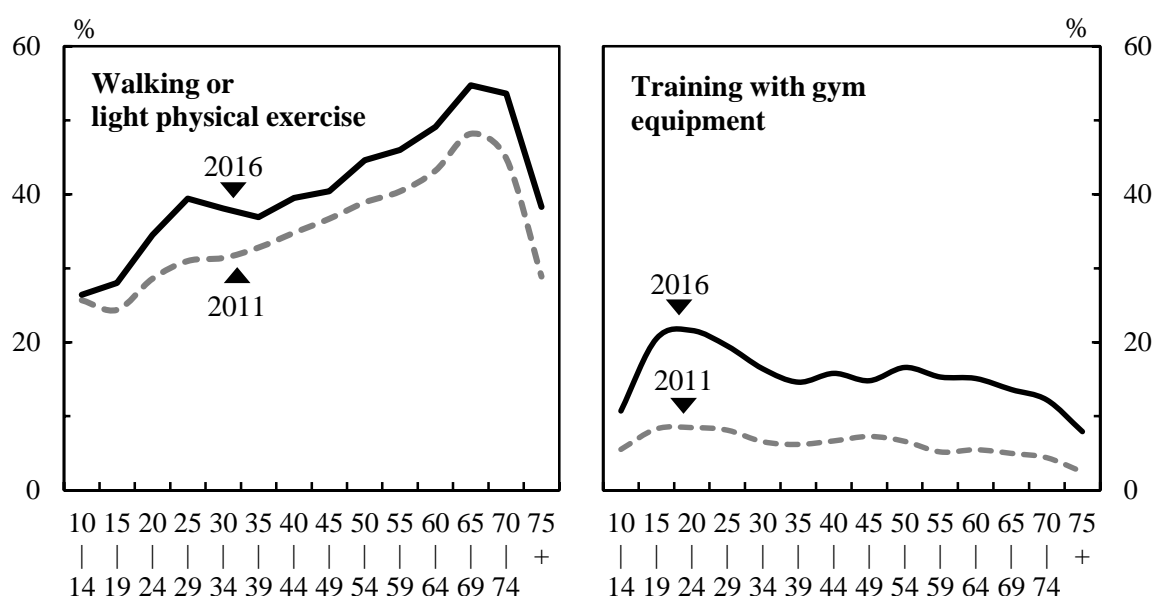 %
60
40
20
0
Walking or
light physical exercise
2016
2011
10 15 20 25 30 35 40 45 50 55 60 65 70 75
| | | | | | | | | | | | | +
14 19 24 29 34 39 44 49 54 59 64 69 74
%
60
40
20
0
Training with gym
equipment
2016
2011
10 15 20 25 30 35 40 45 50 55 60 65 70 75
| | | | | | | | | | | | | +
14 19 24 29 34 39 44 49 54 59 64 69 74